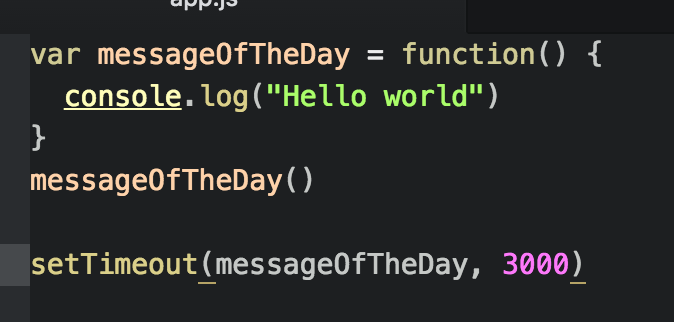 app.js
var messageOfTheDay = function() {
  console.log("Hello world")
}
messageOfTheDay()
setTimeout(messageOfTheDay, 3000)